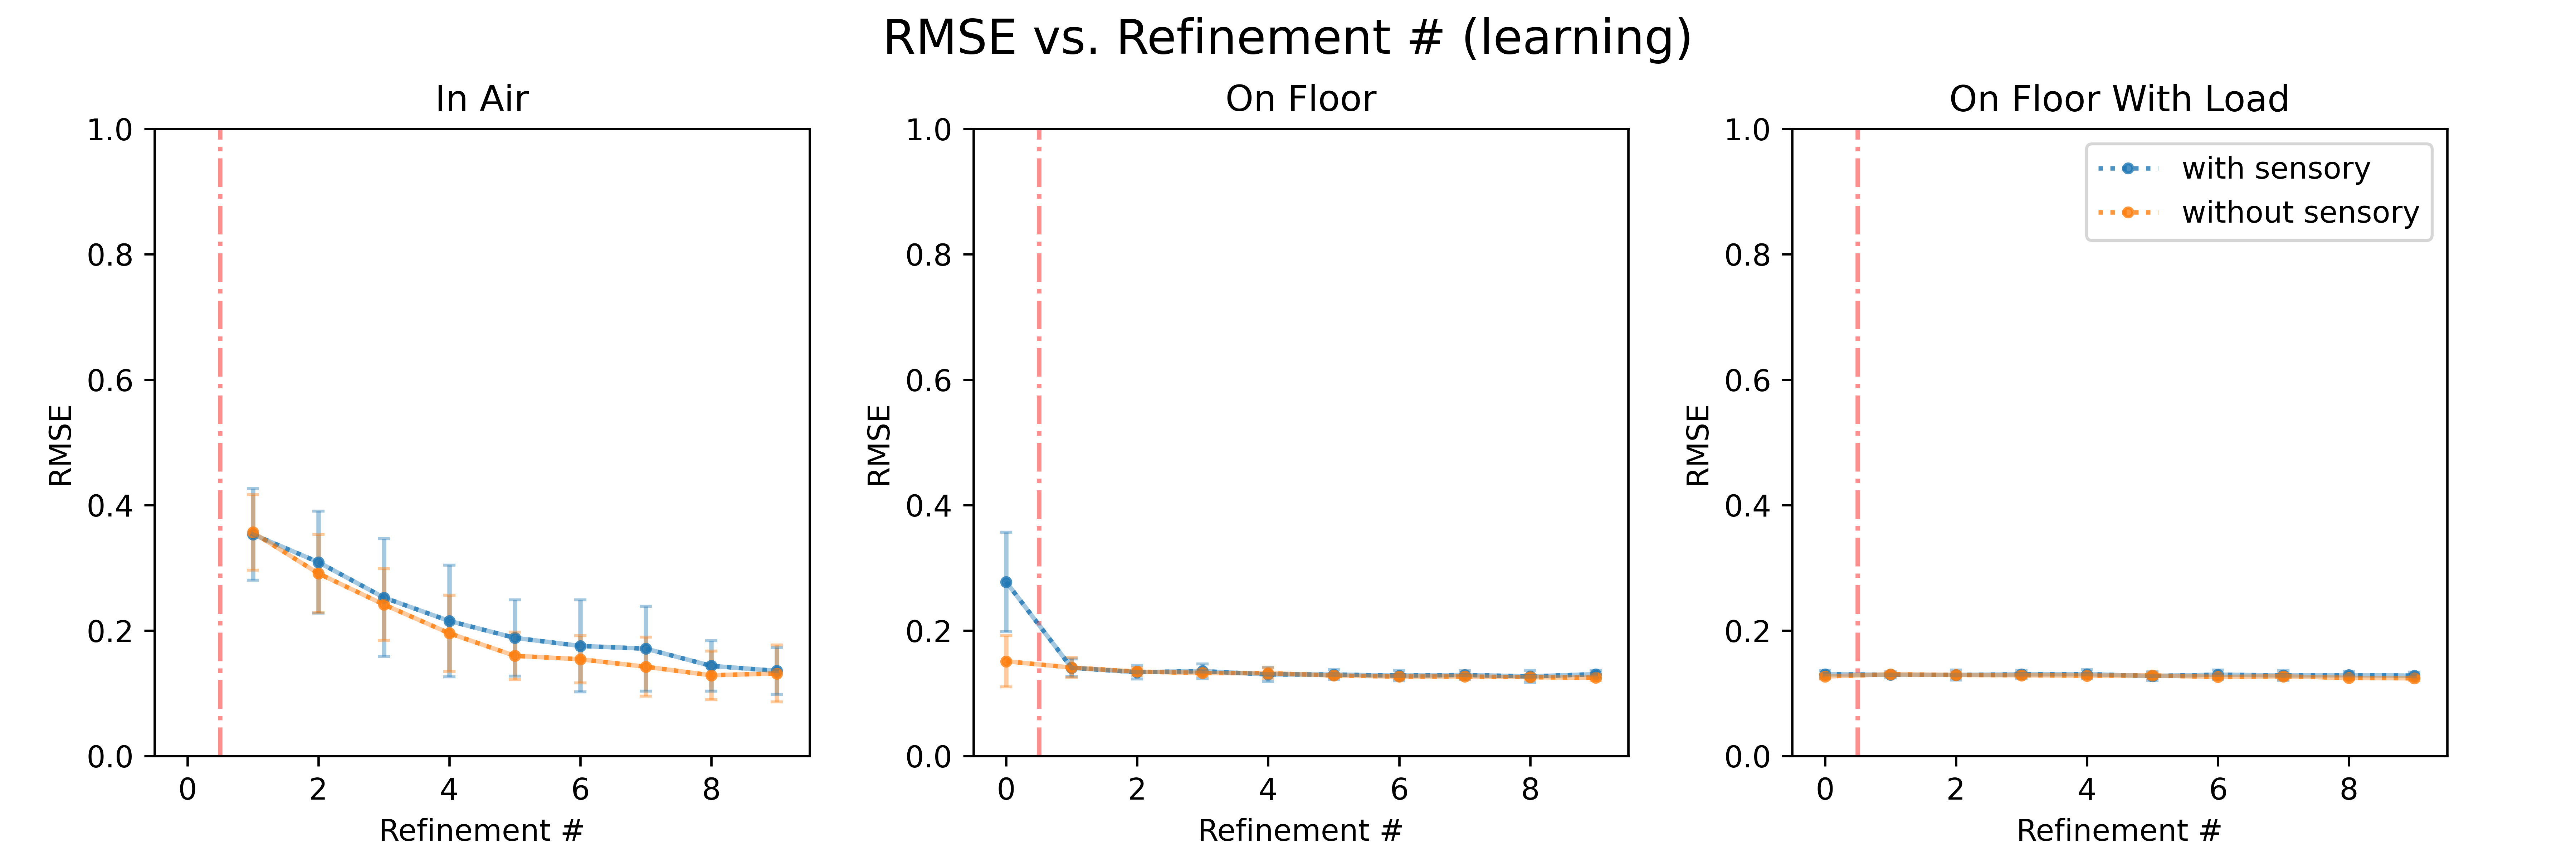 RMSE vs. Refinement # (learning)
In Air
1.0
0.8
0.6
0.4
0.2
0.0
RMSE
0 2 4 6 8
Refinement #
On Floor
1.0
0.8
0.6
0.4
0.2
0.0
RMSE
0 2 4 6 8
Refinement #
On Floor With Load
1.0
0.8
0.6
0.4
0.2
0.0
RMSE
0 2 4 6 8
Refinement #
with sensory
without sensory